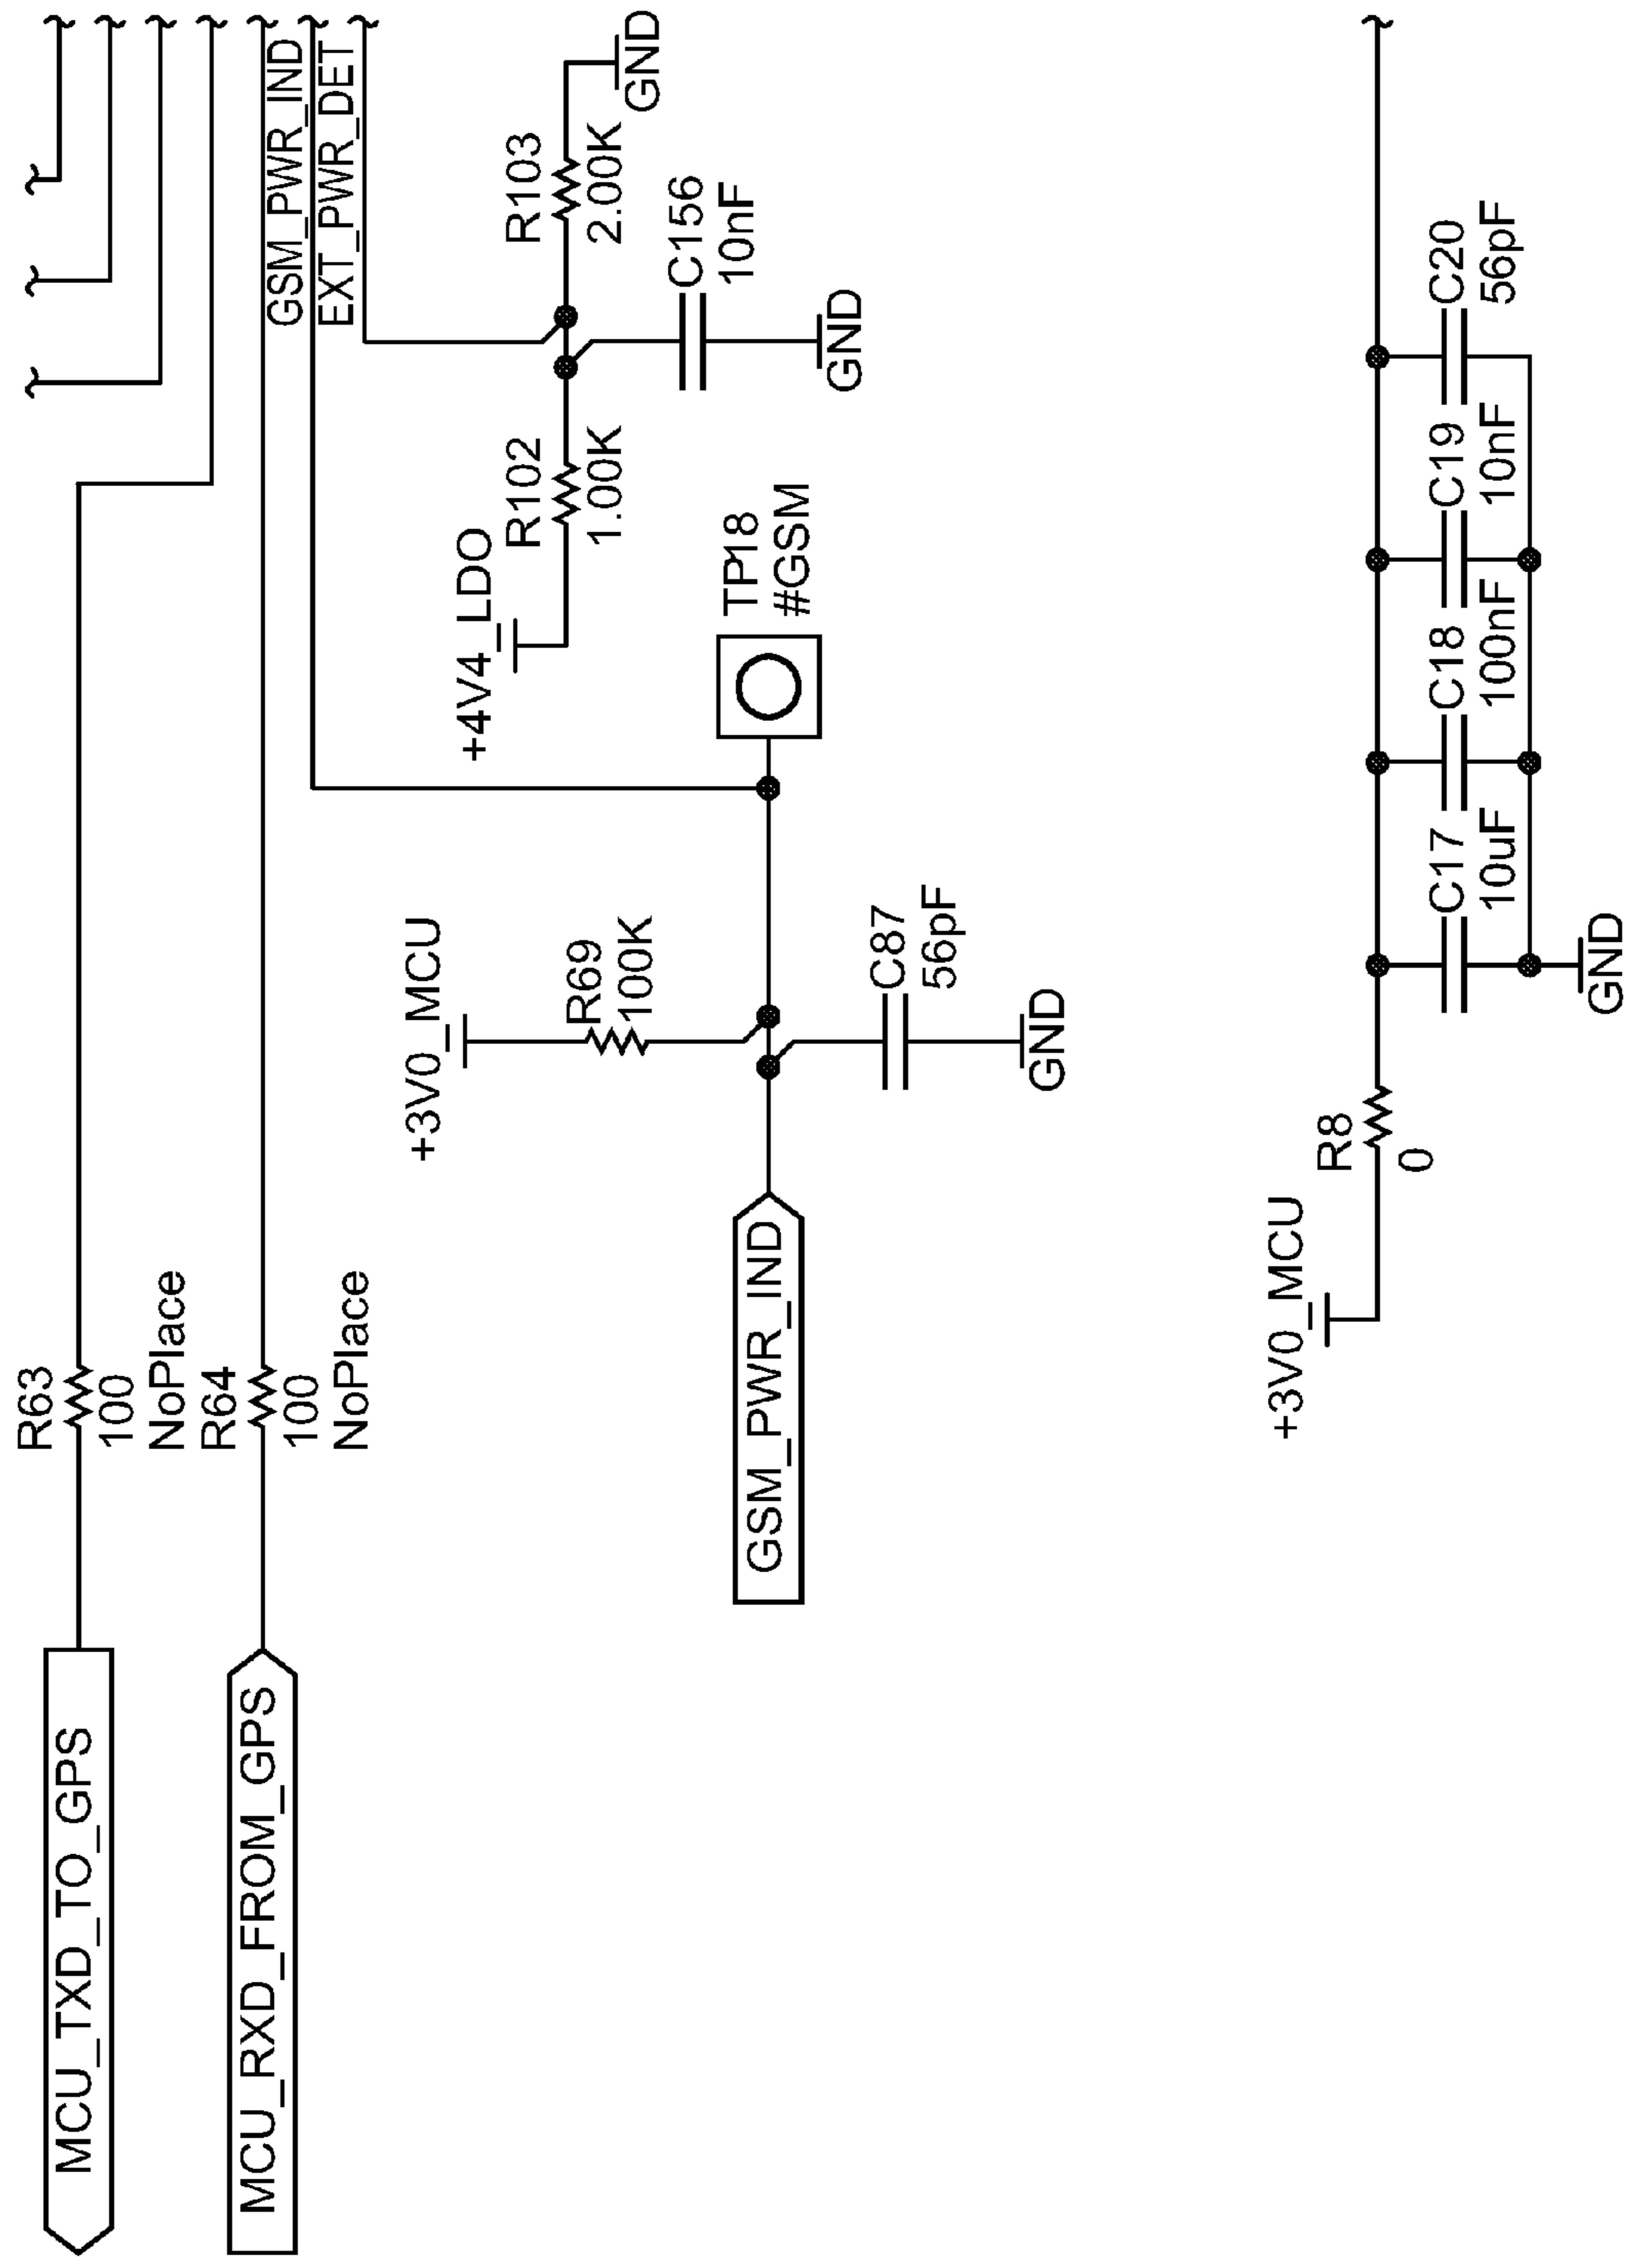 MCU_TXD_TO_GPS
R63
100
NoPlace
MCU_RXD_FROM_GPS
R64
100
NoPlace
GSM_PWR_IND
EXT_PWR_DET
+4V4_LDO
R102
1.00K
R103
2.00K
GND
C156
10nF
GND
+3V0_MCU
R69
100K
TP18
#GSM
GSM_PWR_IND
C87
56pF
GND
+3V0_MCU
R8
0
C17
10uF
C18
100nF
C19
10nF
C20
56pF
GND